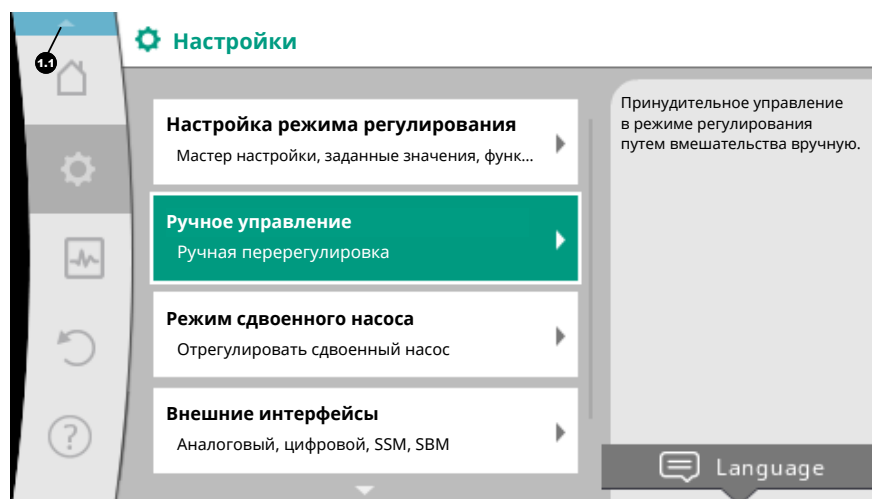 1.1
Настройки
Настройка режима регулирования
Мастер настройки, заданные значения, функ...
Ручное управление
Ручная перерегулировка
Режим сдвоенного насоса
Отрегулировать сдвоенный насос
Внешние интерфейсы
Аналоговый, цифровой, SSM, SBM
Принудительное управление
в режиме регулирования
путем вмешательства вручную.
?
Language